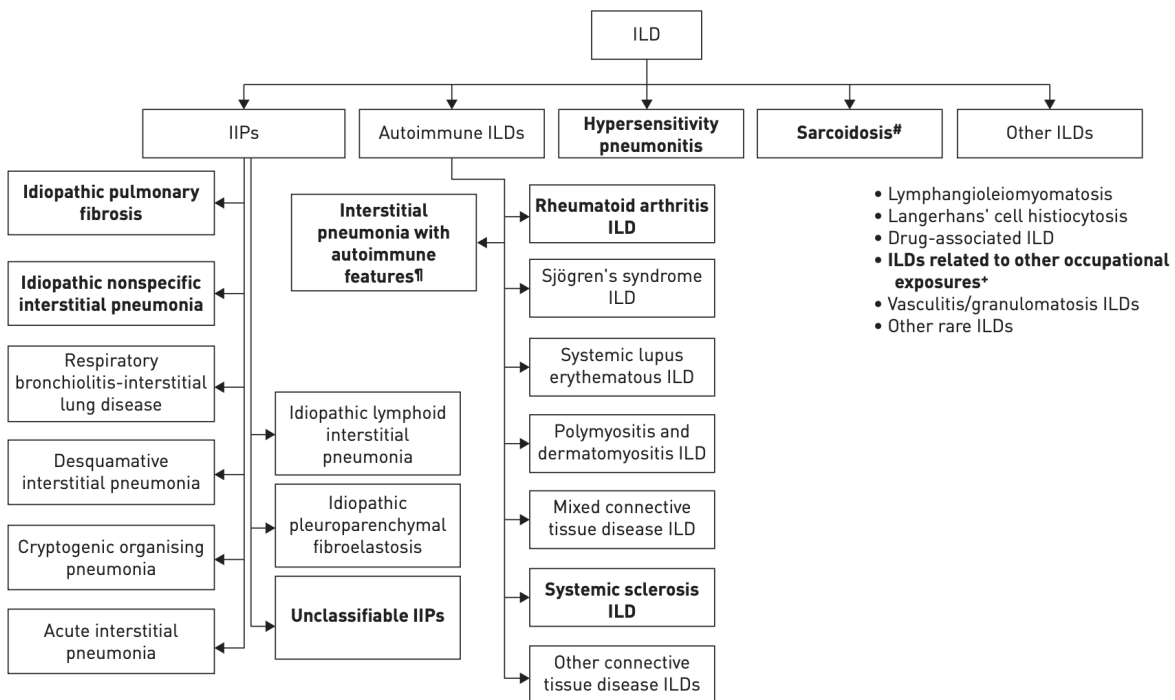 ILD
IIPs
Autoimmune ILDs
Hypersensitivity
pneumonitis
Sarcoidosis#
Other ILDs
Idiopathic pulmonary
fibrosis
Idiopathic nonspecific
interstitial pneumonia
Respiratory
bronchiolitis-interstitial
lung disease
Desquamative
interstitial pneumonia
Cryptogenic organising
pneumonia
Acute interstitial
pneumonia
Idiopathic lymphoid
interstitial
pneumonia
Idiopathic
pleuroparenchymal
fibroelastosis
Unclassifiable IIPs
Interstitial
pneumonia with
autoimmune
features¶
Rheumatoid arthritis
ILD
Sjögren's syndrome
ILD
Systemic lupus
erythematous ILD
Polymyositis and
dermatomyositis ILD
Mixed connective
tissue disease ILD
Systemic sclerosis
ILD
Other connective
tissue disease ILDs
• Lymphangioleiomyomatosis
• Langerhans' cell histiocytosis
• Drug-associated ILD
• ILDs related to other occupational
exposures+
• Vasculitis/granulomatosis ILDs
• Other rare ILDs